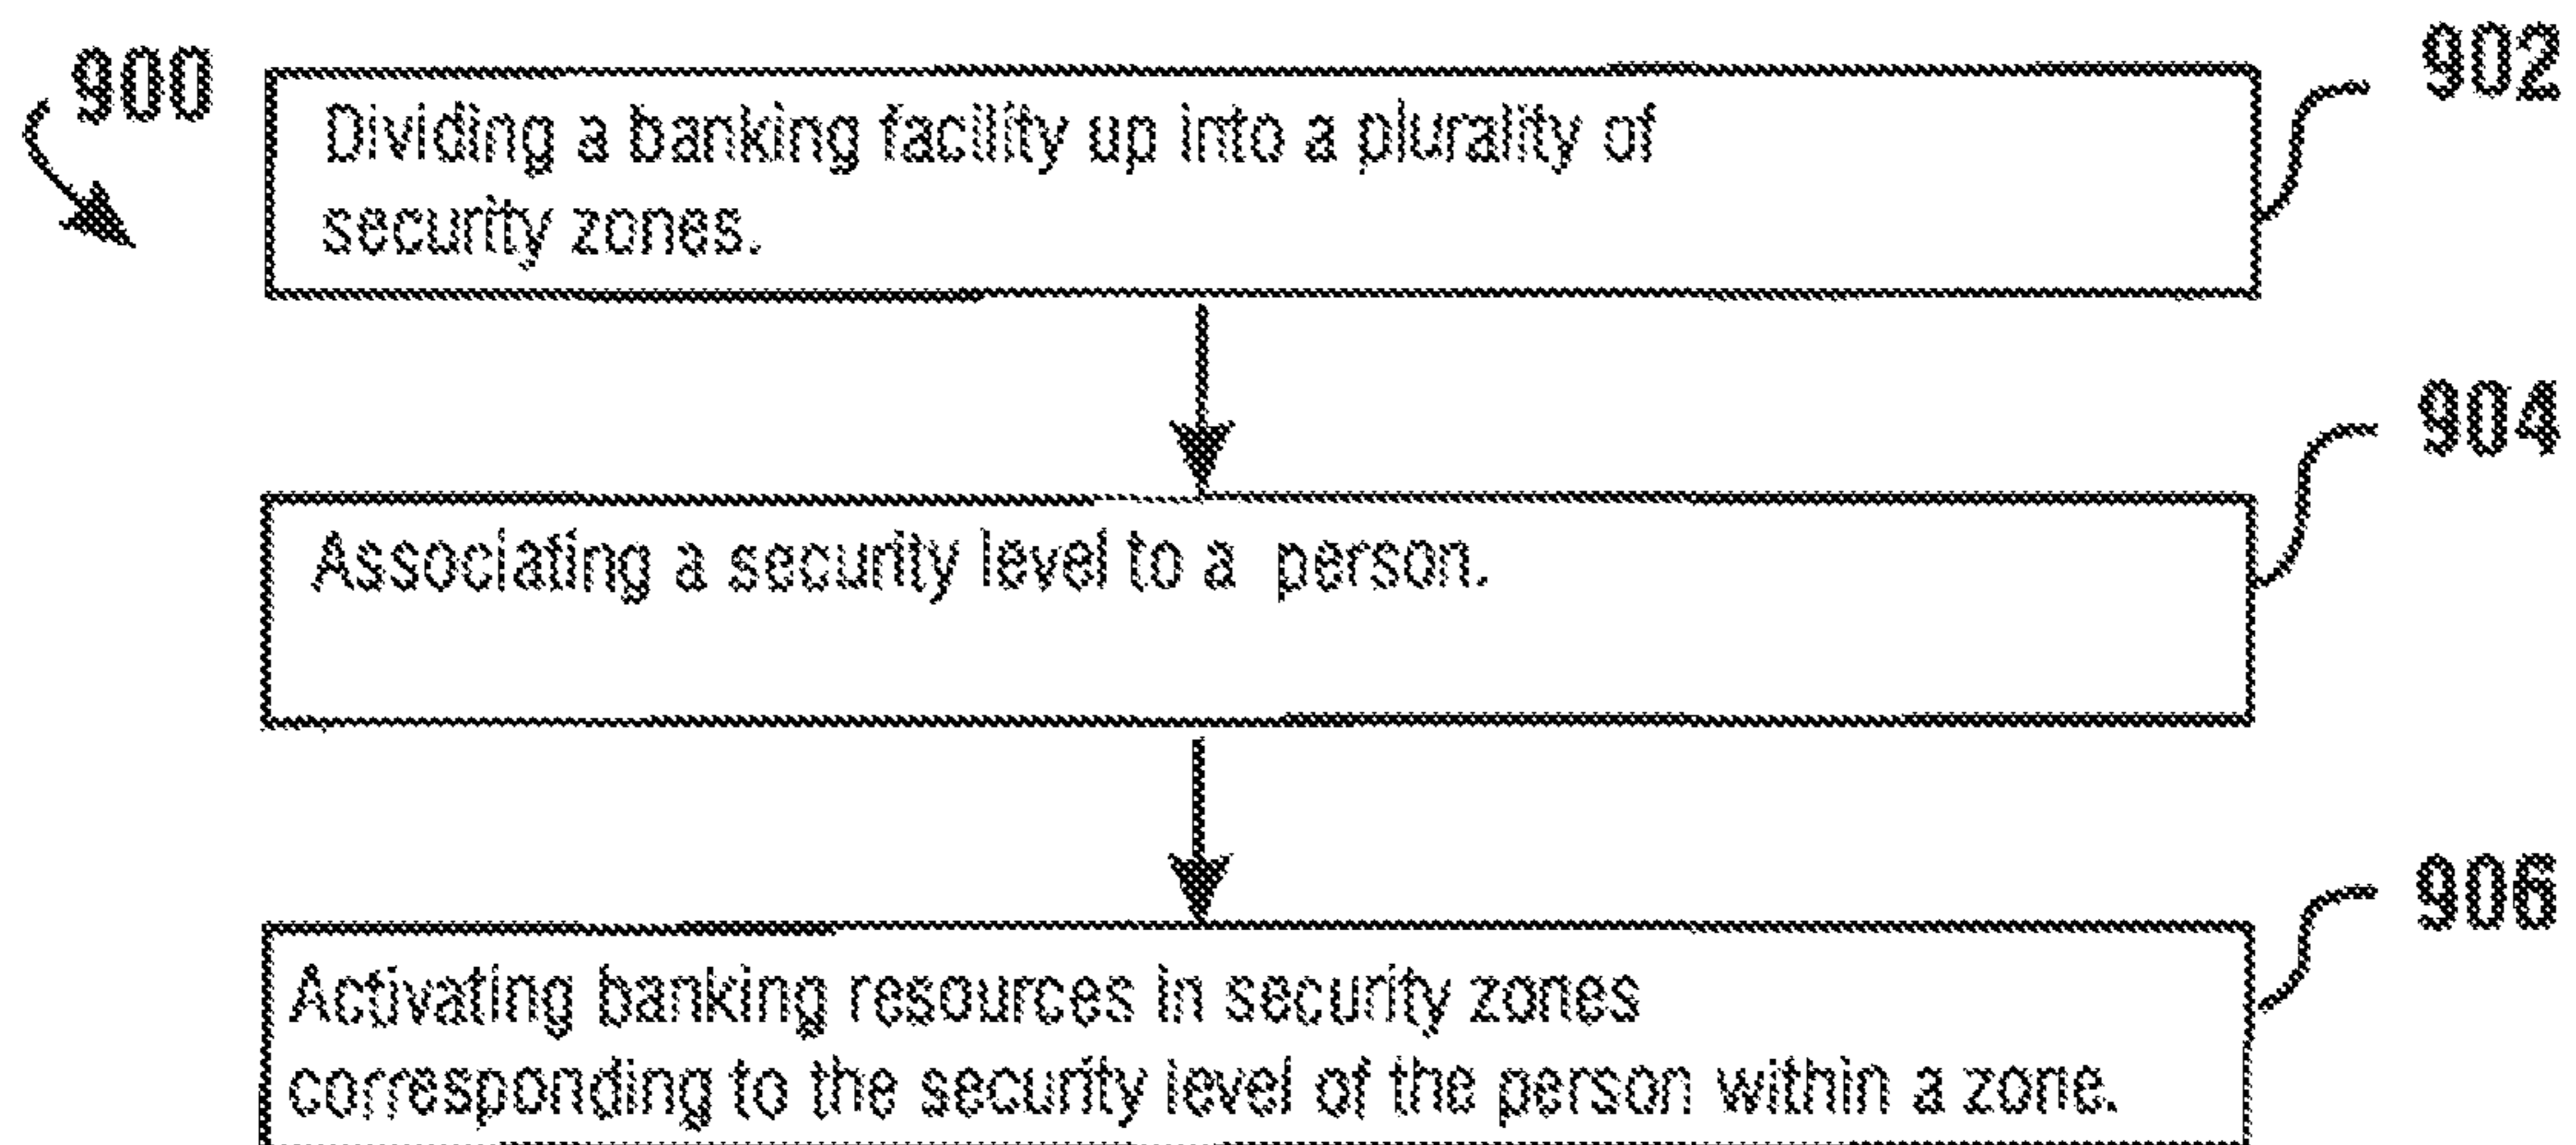 900
902
Dividing a banking facility up into a plurality of
security zones.
904
Associating a security level to a person.
906
Activating banking resources in security zones
corresponding to the security level of the person within a zone.